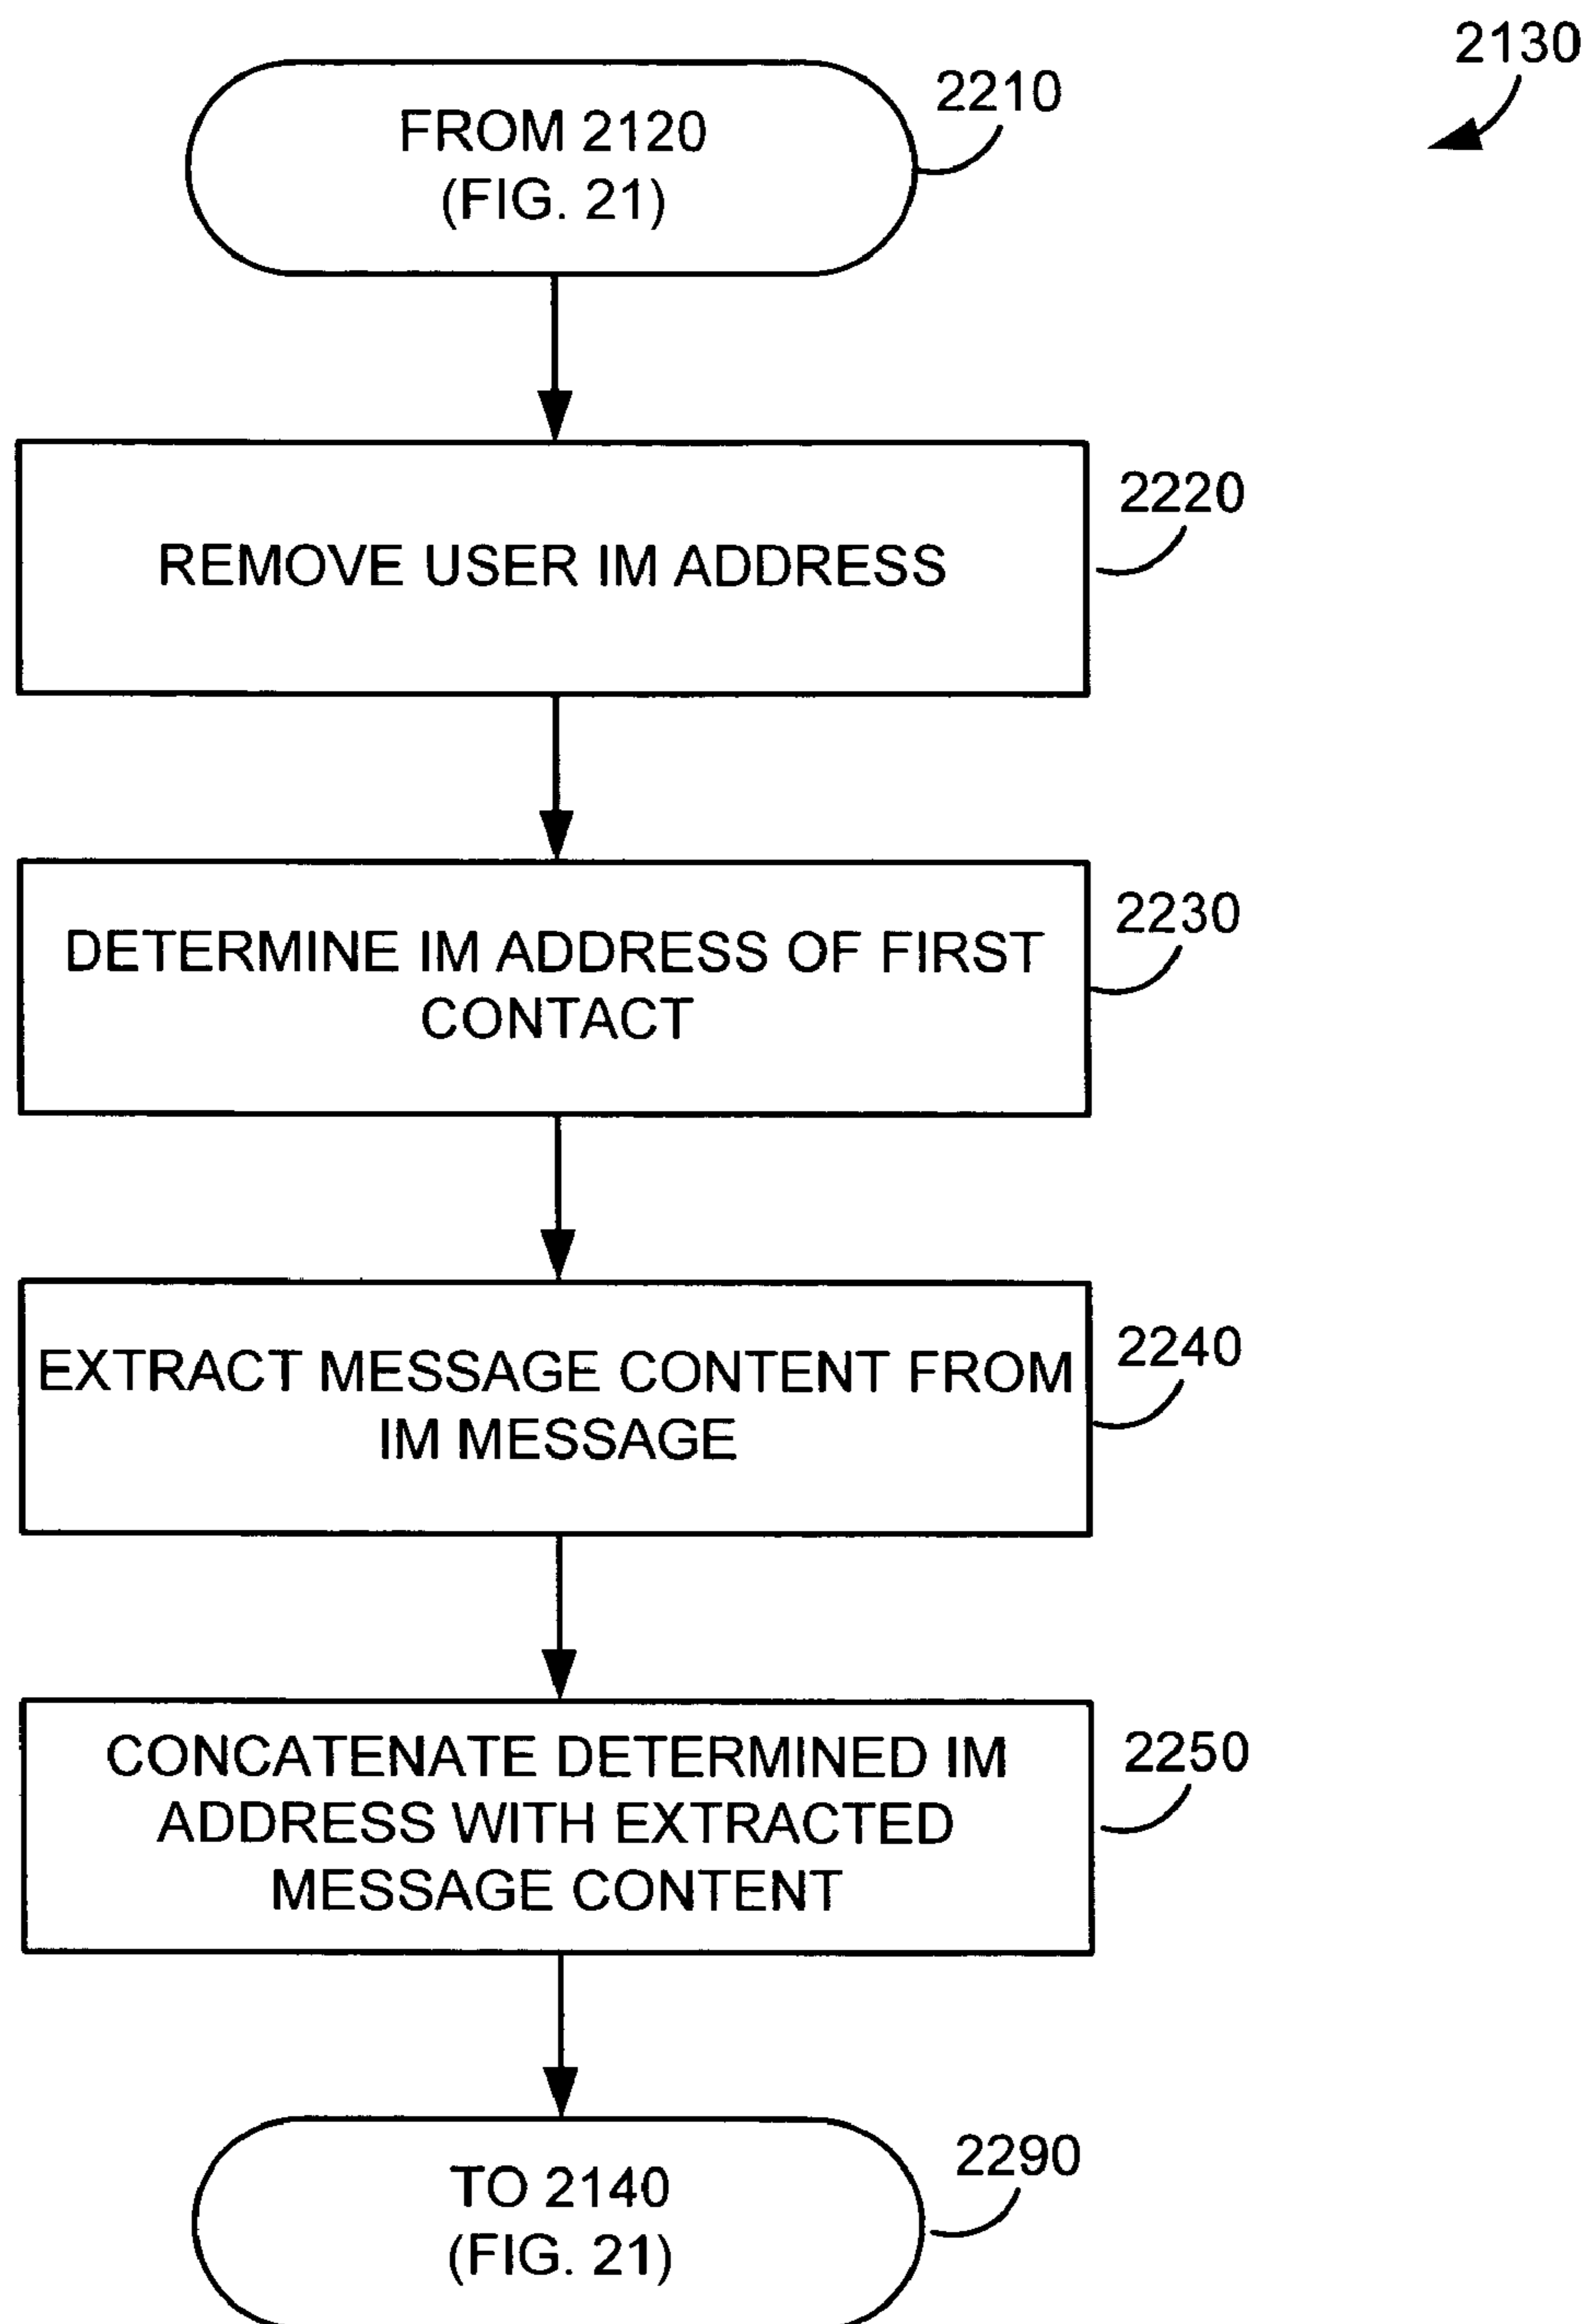 2130
FROM 2120
(FIG. 21)
2210
REMOVE USER IM ADDRESS
2220
DETERMINE IM ADDRESS OF FIRST
CONTACT
2230
EXTRACT MESSAGE CONTENT FROM
IM MESSAGE
2240
CONCATENATE DETERMINED IM
ADDRESS WITH EXTRACTED
MESSAGE CONTENT
2250
TO 2140
(FIG. 21)
2290